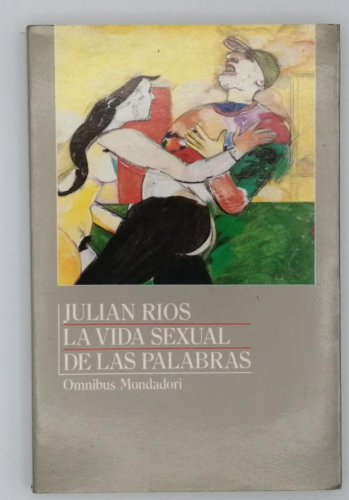 JULIAN RIOS
LA VIDA SEXUAL
DE LAS PALABRAS
Omnibus Mondadori